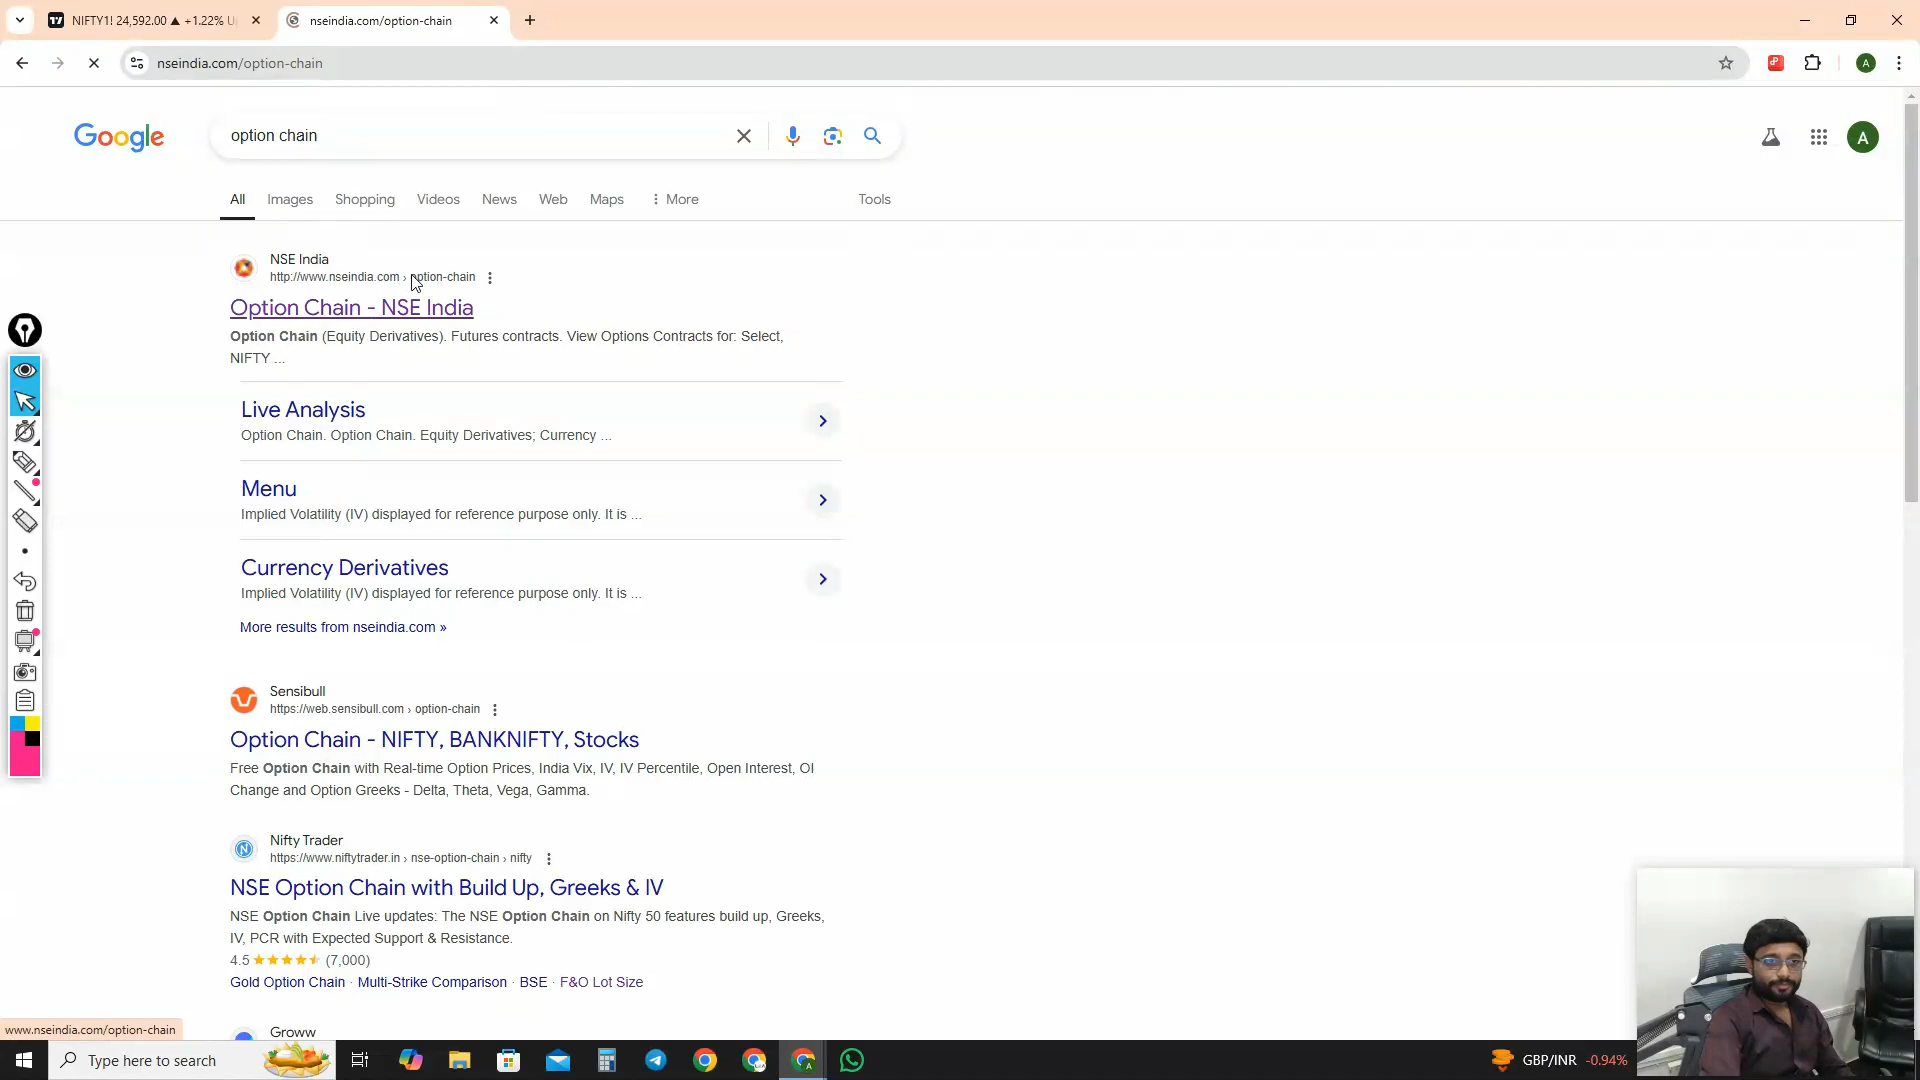 NIFTY1! 24,592.00 ▲ +1.22% U
nseindia.com/option-chain
nseindia.com/option-chain
A
Google
option chain
A
All
Images
Shopping
Videos
News
Web
Maps
More
Tools
NSE India
http://www.nseindia.com › option-chain
Option Chain - NSE India
Option Chain (Equity Derivatives). Futures contracts. View Options Contracts for: Select,
NIFTY ...
Live Analysis
Option Chain. Option Chain. Equity Derivatives; Currency ...
Menu
Implied Volatility (IV) displayed for reference purpose only. It is ...
Currency Derivatives
Implied Volatility (IV) displayed for reference purpose only. It is ...
More results from nseindia.com »
Sensibull
https://web.sensibull.com › option-chain
Option Chain - NIFTY, BANKNIFTY, Stocks
Free Option Chain with Real-time Option Prices, India Vix, IV, IV Percentile, Open Interest, OI
Change and Option Greeks - Delta, Theta, Vega, Gamma.
Nifty Trader
https://www.niftytrader.in › nse-option-chain › nifty
NSE Option Chain with Build Up, Greeks & IV
NSE Option Chain Live updates: The NSE Option Chain on Nifty 50 features build up, Greeks,
IV, PCR with Expected Support & Resistance.
4.5 ★★★★★ (7,000)
Gold Option Chain · Multi-Strike Comparison · BSE · F&O Lot Size
Groww
www.nseindia.com/option-chain
Type here to search
GBP/INR -0.94%